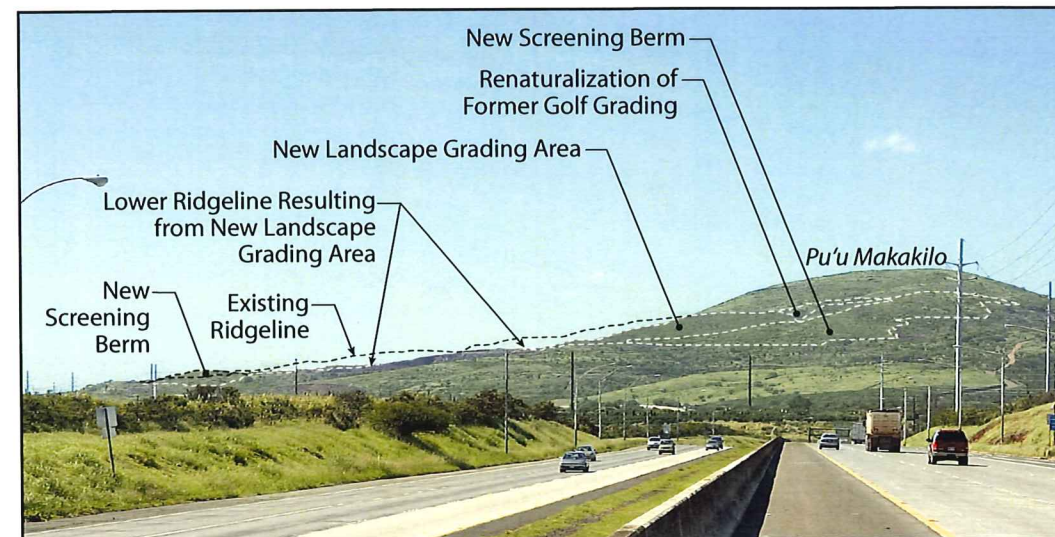 New Screening Berm
Renaturalization of
Former Golf Grading
New Landscape Grading Area
Lower Ridgeline Resulting
from New Landscape
Grading Area
Pu‘u Makakilo
New
Screening
Berm
Existing
Ridgeline